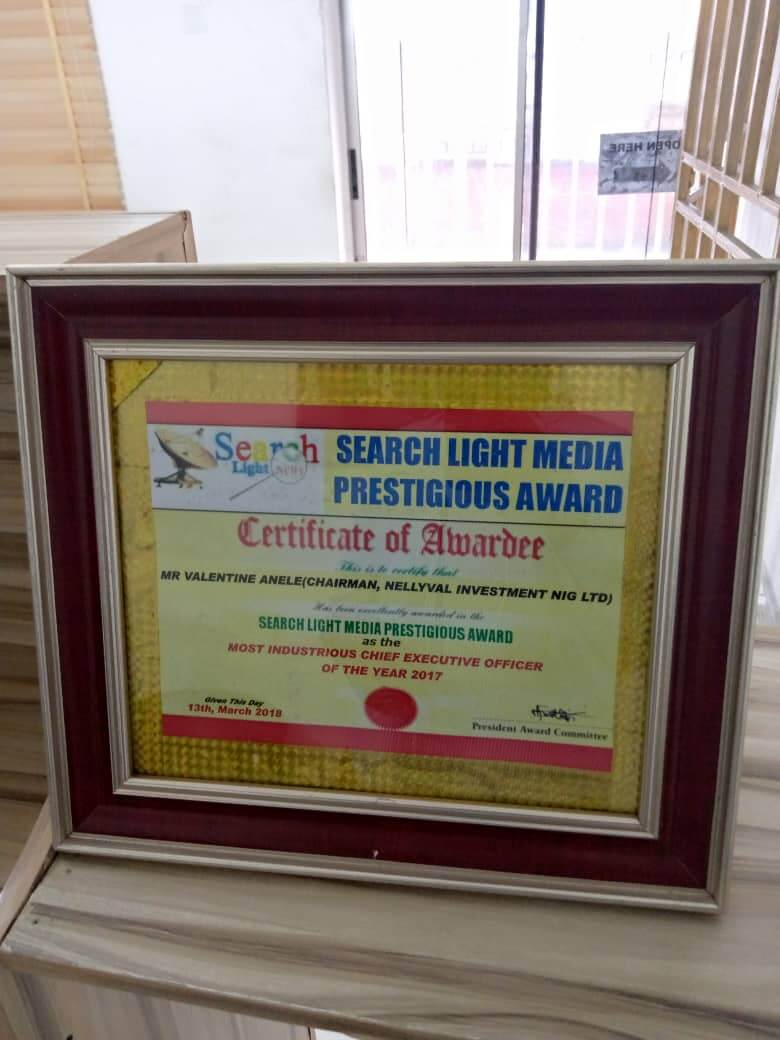 OPEN HERE
Search
Light News
SEARCH LIGHT MEDIA
PRESTIGIOUS AWARD
Certificate of Awardee
This is to certify that
MR VALENTINE ANELE(CHAIRMAN, NELLYVAL INVESTMENT NIG LTD)
Has been excellently awarded in the
SEARCH LIGHT MEDIA PRESTIGIOUS AWARD
as the
MOST INDUSTRIOUS CHIEF EXECUTIVE OFFICER
OF THE YEAR 2017
Given This Day
13th, March 2018
President Award Committee